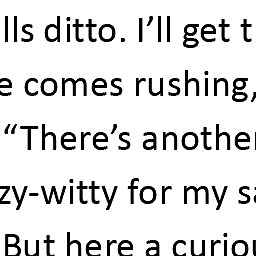 lls ditto. I’ll get t
e comes rushing,
“There’s another
zy-witty for my sa
But here a curiou